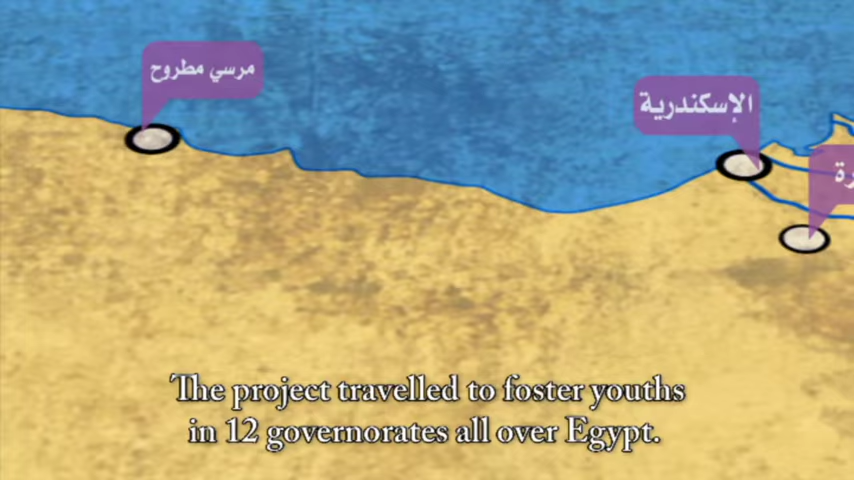 مرسي مطروح
الإسكندرية
The project travelled to foster youths
in 12 governorates all over Egypt.